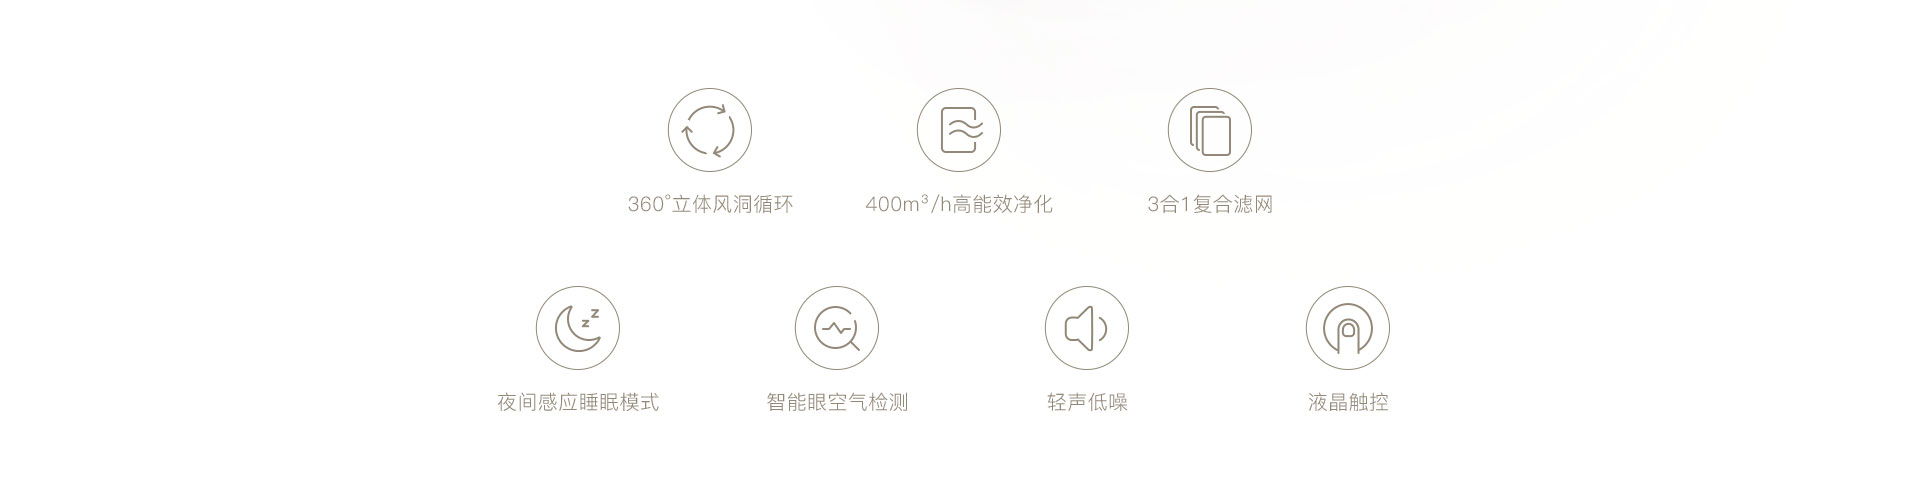 360°立体风洞循环
400m³/h高能效净化
3合1复合滤网
夜间感应睡眠模式
智能眼空气检测
轻声低噪
液晶触控